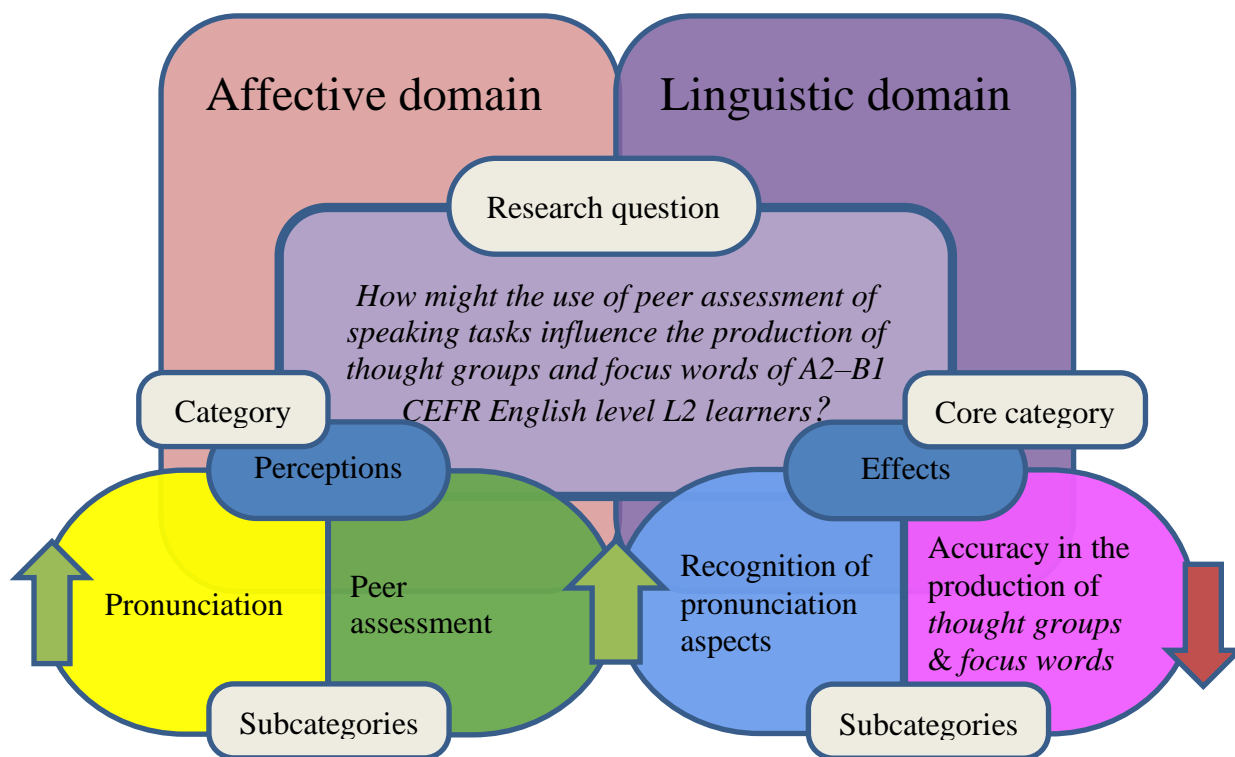 Affective domain
Linguistic domain
Research question
How might the use of peer assessment of
speaking tasks influence the production of
thought groups and focus words of A2–B1
CEFR English level L2 learners?
Category
Core category
Perceptions
Effects
Pronunciation
Peer
assessment
Recognition of
pronunciation
aspects
Accuracy in the
production of
thought groups
& focus words
Subcategories
Subcategories